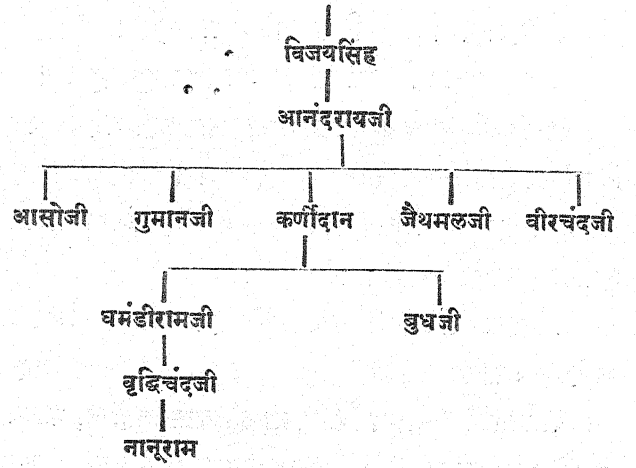 विजयसिंह
आनंदरायजी
आसोजी गुमानजी कर्णीदान जैथमलजी वीरचंदजी
घमंडीरामजी बुधजी
वृद्धिचंदजी
नानूराम